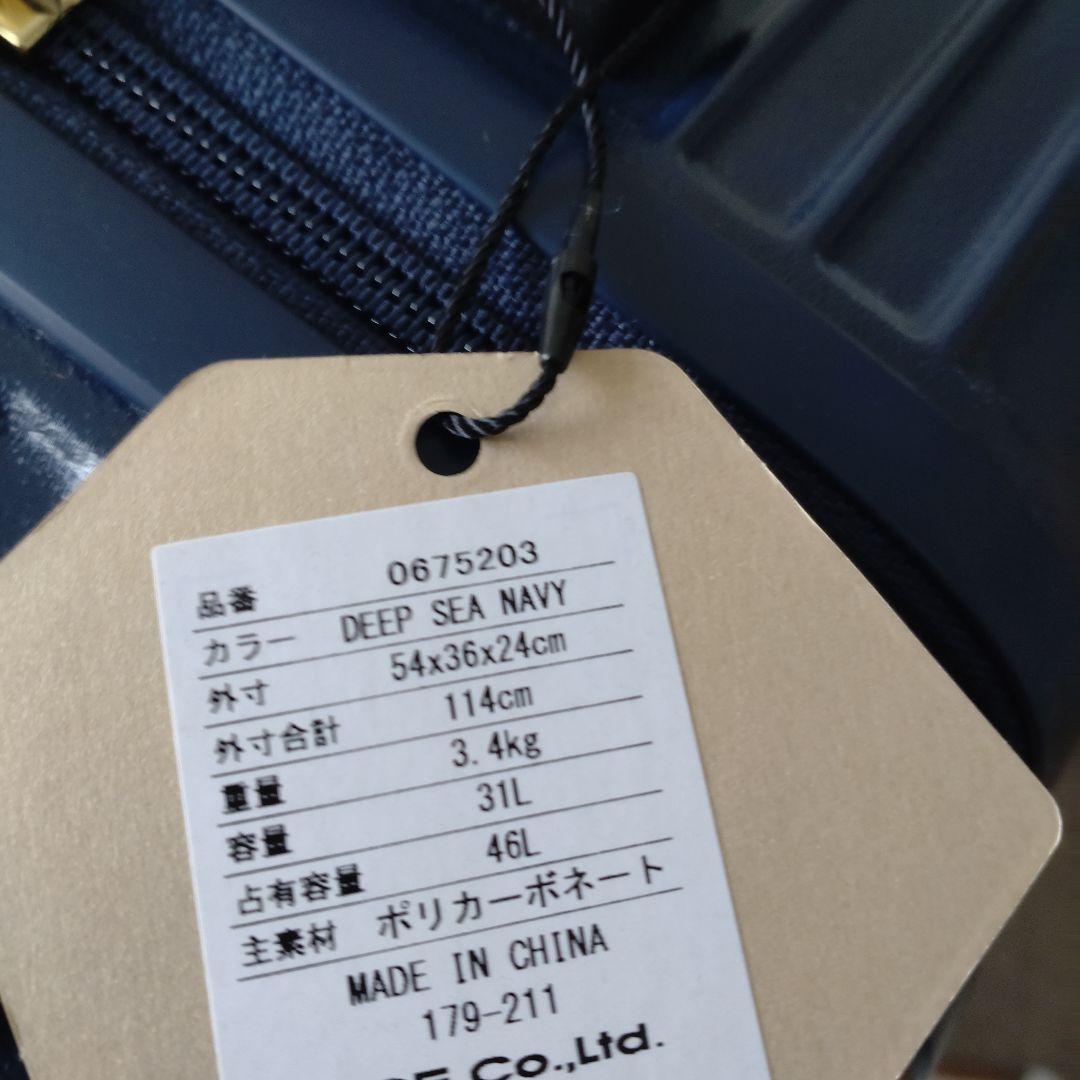 品番 0675203
カラー DEEP SEA NAVY
外寸 54x36x24cm
外寸合計 114cm
重量 3.4kg
容量 31L
占有容量 46L
主素材 ポリカーボネート
MADE IN CHINA
179-211
Co.,Ltd.